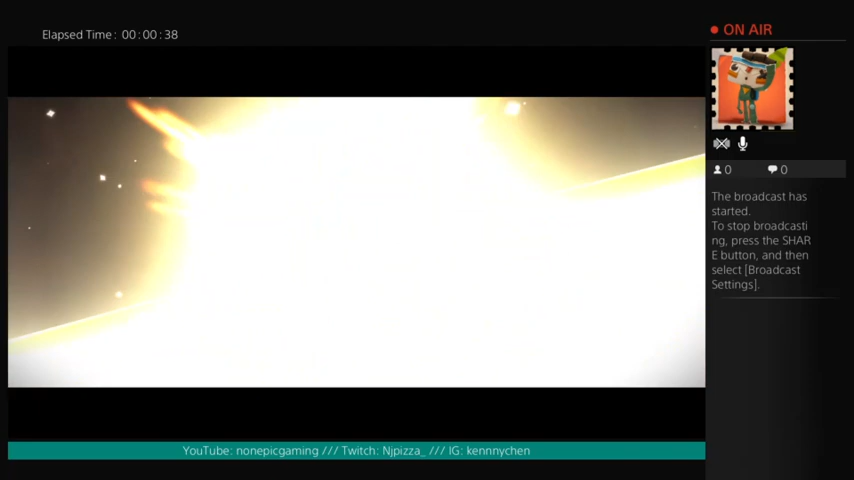 Elapsed Time: 00:00:38
ON AIR
0 0
The broadcast has
started.
To stop broadcasti
ng, press the SHAR
E button, and then
select [Broadcast
Settings].
YouTube: nonepicgaming /// Twitch: Njpizza_ /// IG: kennnychen